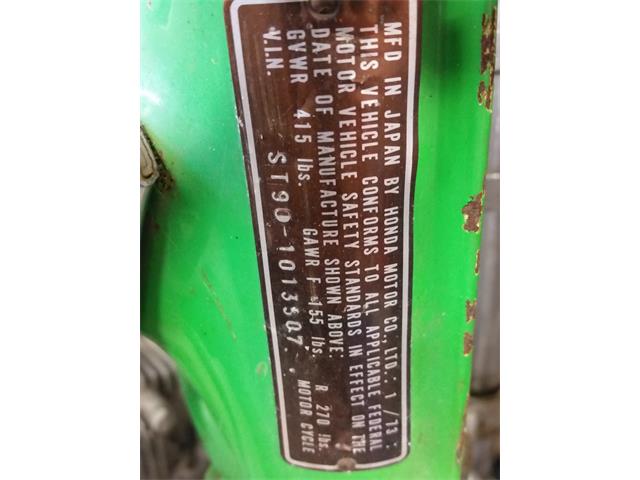 MFD IN JAPAN BY HONDA MOTOR CO., LTD.: 1 / 73 :
THIS VEHICLE CONFORMS TO ALL APPLICABLE FEDERAL
MOTOR VEHICLE SAFETY STANDARDS IN EFFECT ON THE
DATE OF MANUFACTURE SHOWN ABOVE:
GVWR 415 lbs. GAWR F 155 lbs. R 270 lbs.
V.I.N. ST90-1013507. MOTOR CYCLE